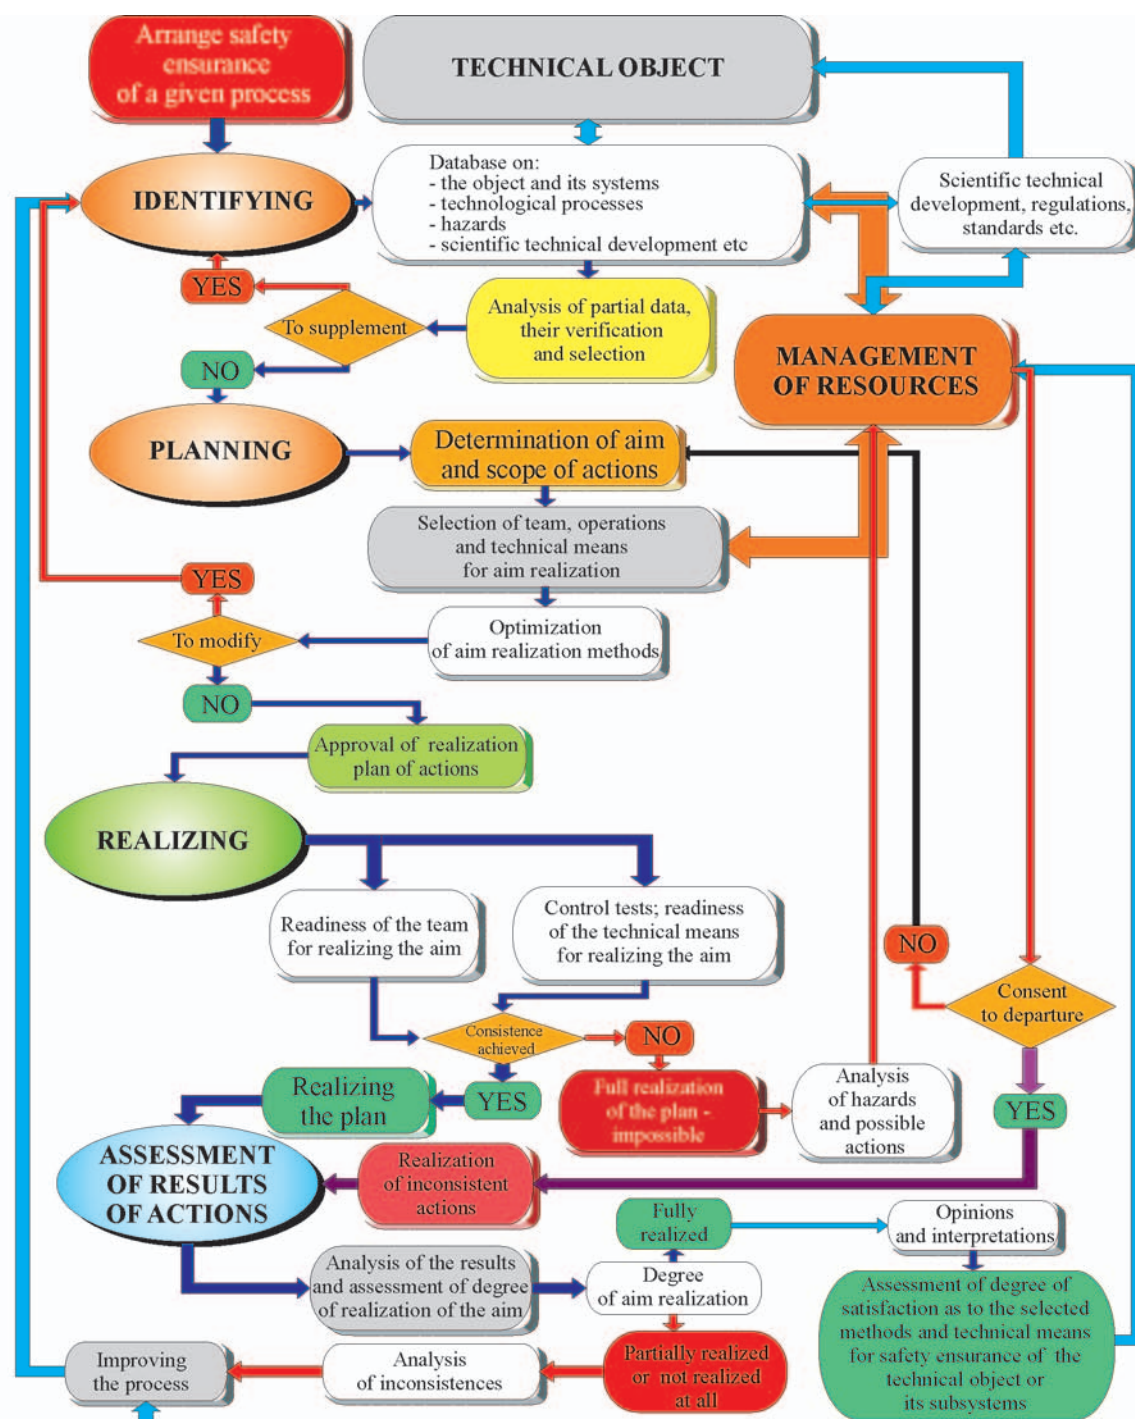 Arrange safety
ensurance
of a given process
TECHNICAL OBJECT
IDENTIFYING
Database on:
- the object and its systems
- technological processes
- hazards
- scientific technical development etc
Scientific technical
development, regulations,
standards etc.
YES
To supplement
Analysis of partial data,
their verification
and selection
MANAGEMENT
OF RESOURCES
NO
PLANNING
Determination of aim
and scope of actions
Selection of team, operations
and technical means
for aim realization
YES
To modify
Optimization
of aim realization methods
NO
Approval of realization
plan of actions
REALIZING
Readiness of the team
for realizing the aim
Control tests; readiness
of the technical means
for realizing the aim
NO
Consent
to departure
Consistence
achieved
NO
YES
Realizing
the plan
Full realization
of the plan -
impossible
Analysis
of hazards
and possible
actions
YES
ASSESSMENT
OF RESULTS
OF ACTIONS
Realization
of inconsistent
actions
Fully
realized
Opinions
and interpretations
Analysis of the results
and assessment of degree
of realization of the aim
Degree
of aim realization
Assessment of degree of
satisfaction as to the selected
methods and technical means
for safety ensurance of the
technical object or
its subsystems
Improving
the process
Analysis
of inconsistences
Partially realized
or not realized
at all